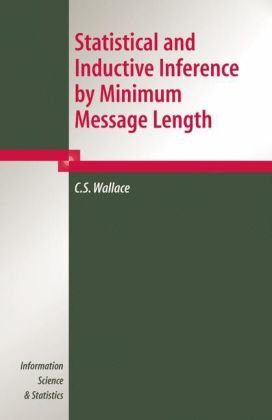 Statistical and
Inductive Inference
by Minimum
Message Length
C.S. Wallace
Information
Science
& Statistics